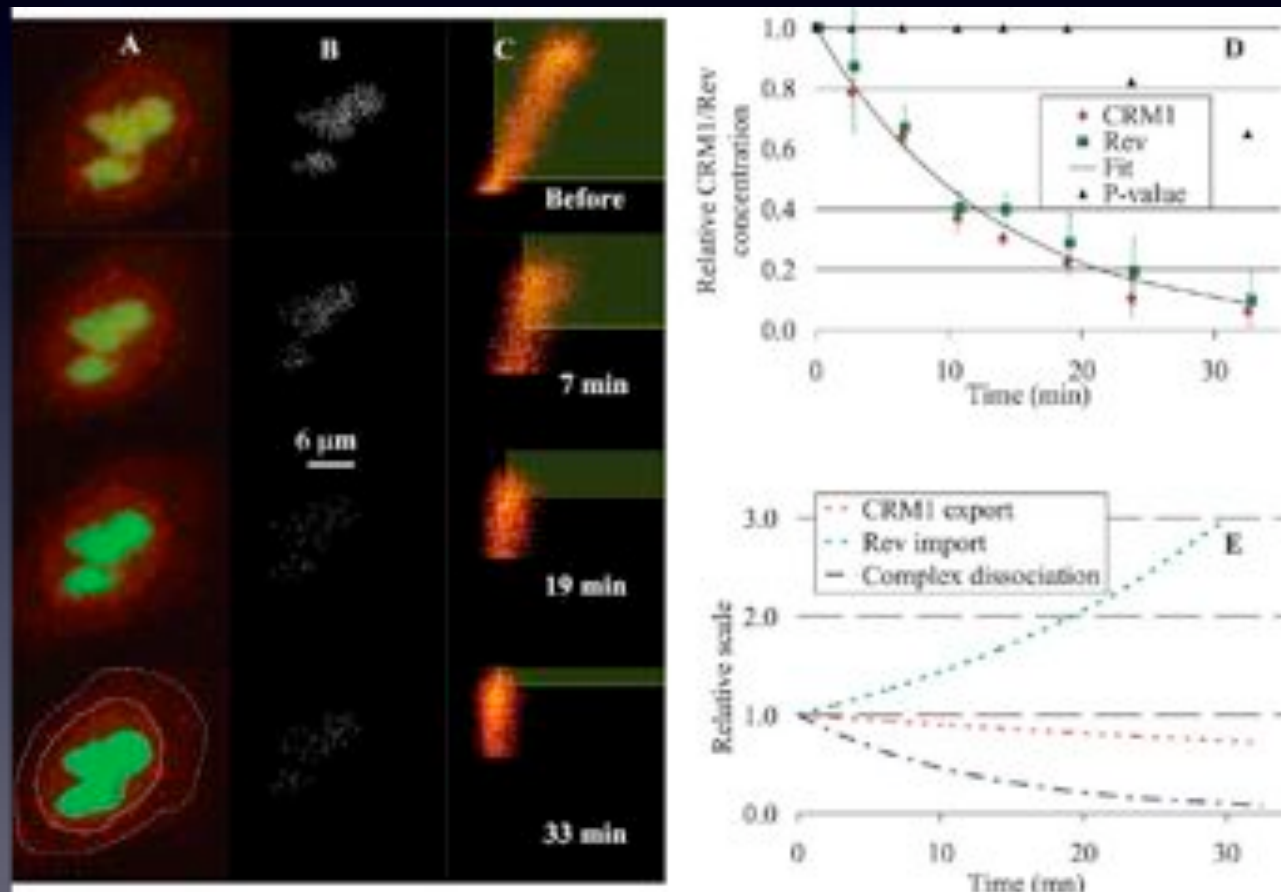 A
B
C
Before
7 min
6 µm
19 min
33 min
1.0
0.8
0.6
0.4
0.2
0.0
Relative CRM1/Rev
concentration
D
CRM1
Rev
Fit
P-value
0 10 20 30
Time (min)
CRM1 export
Rev import
Complex dissociation
E
3.0
2.0
1.0
0.0
Relative scale
0 10 20 30
Time (mn)